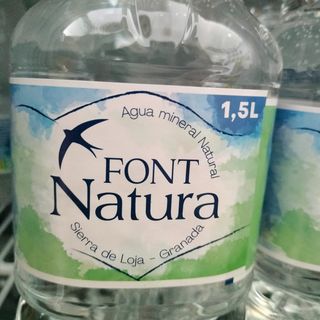 Agua mineral Natural
1,5L
FONT
Natura
Sierra de Loja - Granada